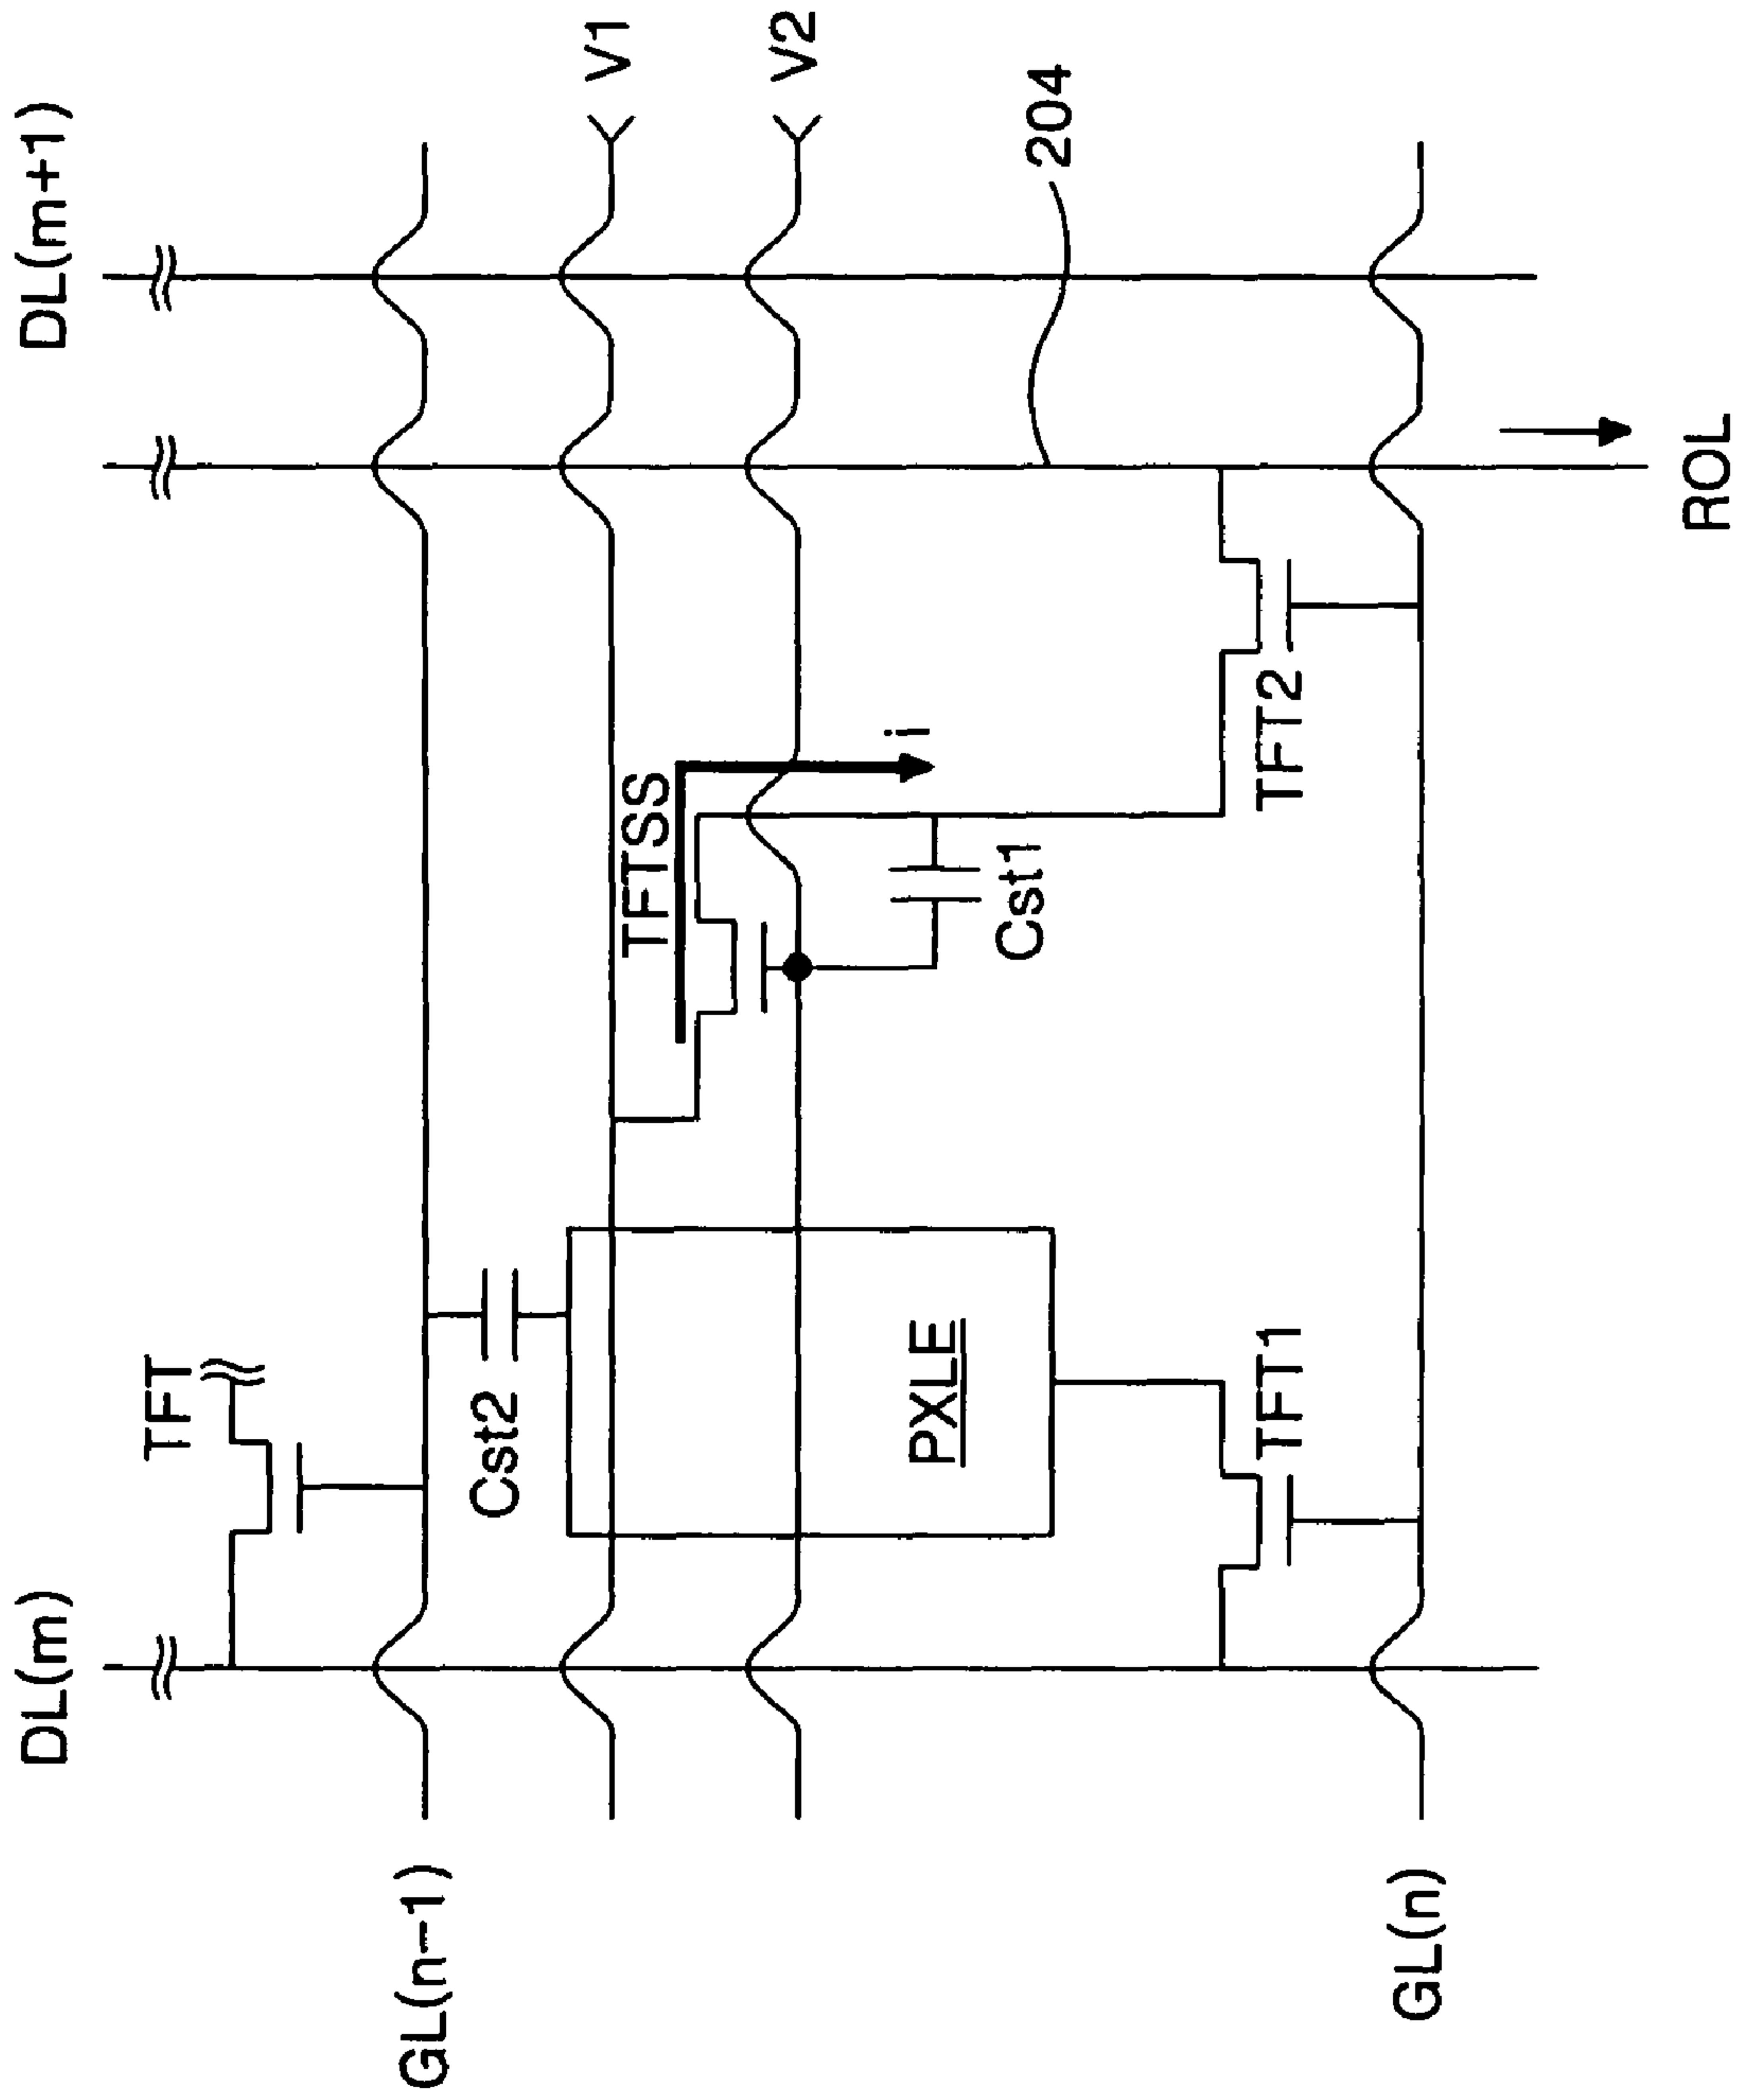 DL(m)
DL(m+1)
TFT
GL(n−1)
Cst2
V1
TFTSS
V2
i
PXLE
Cst1
204
TFT1
TFT2
GL(n)
ROL